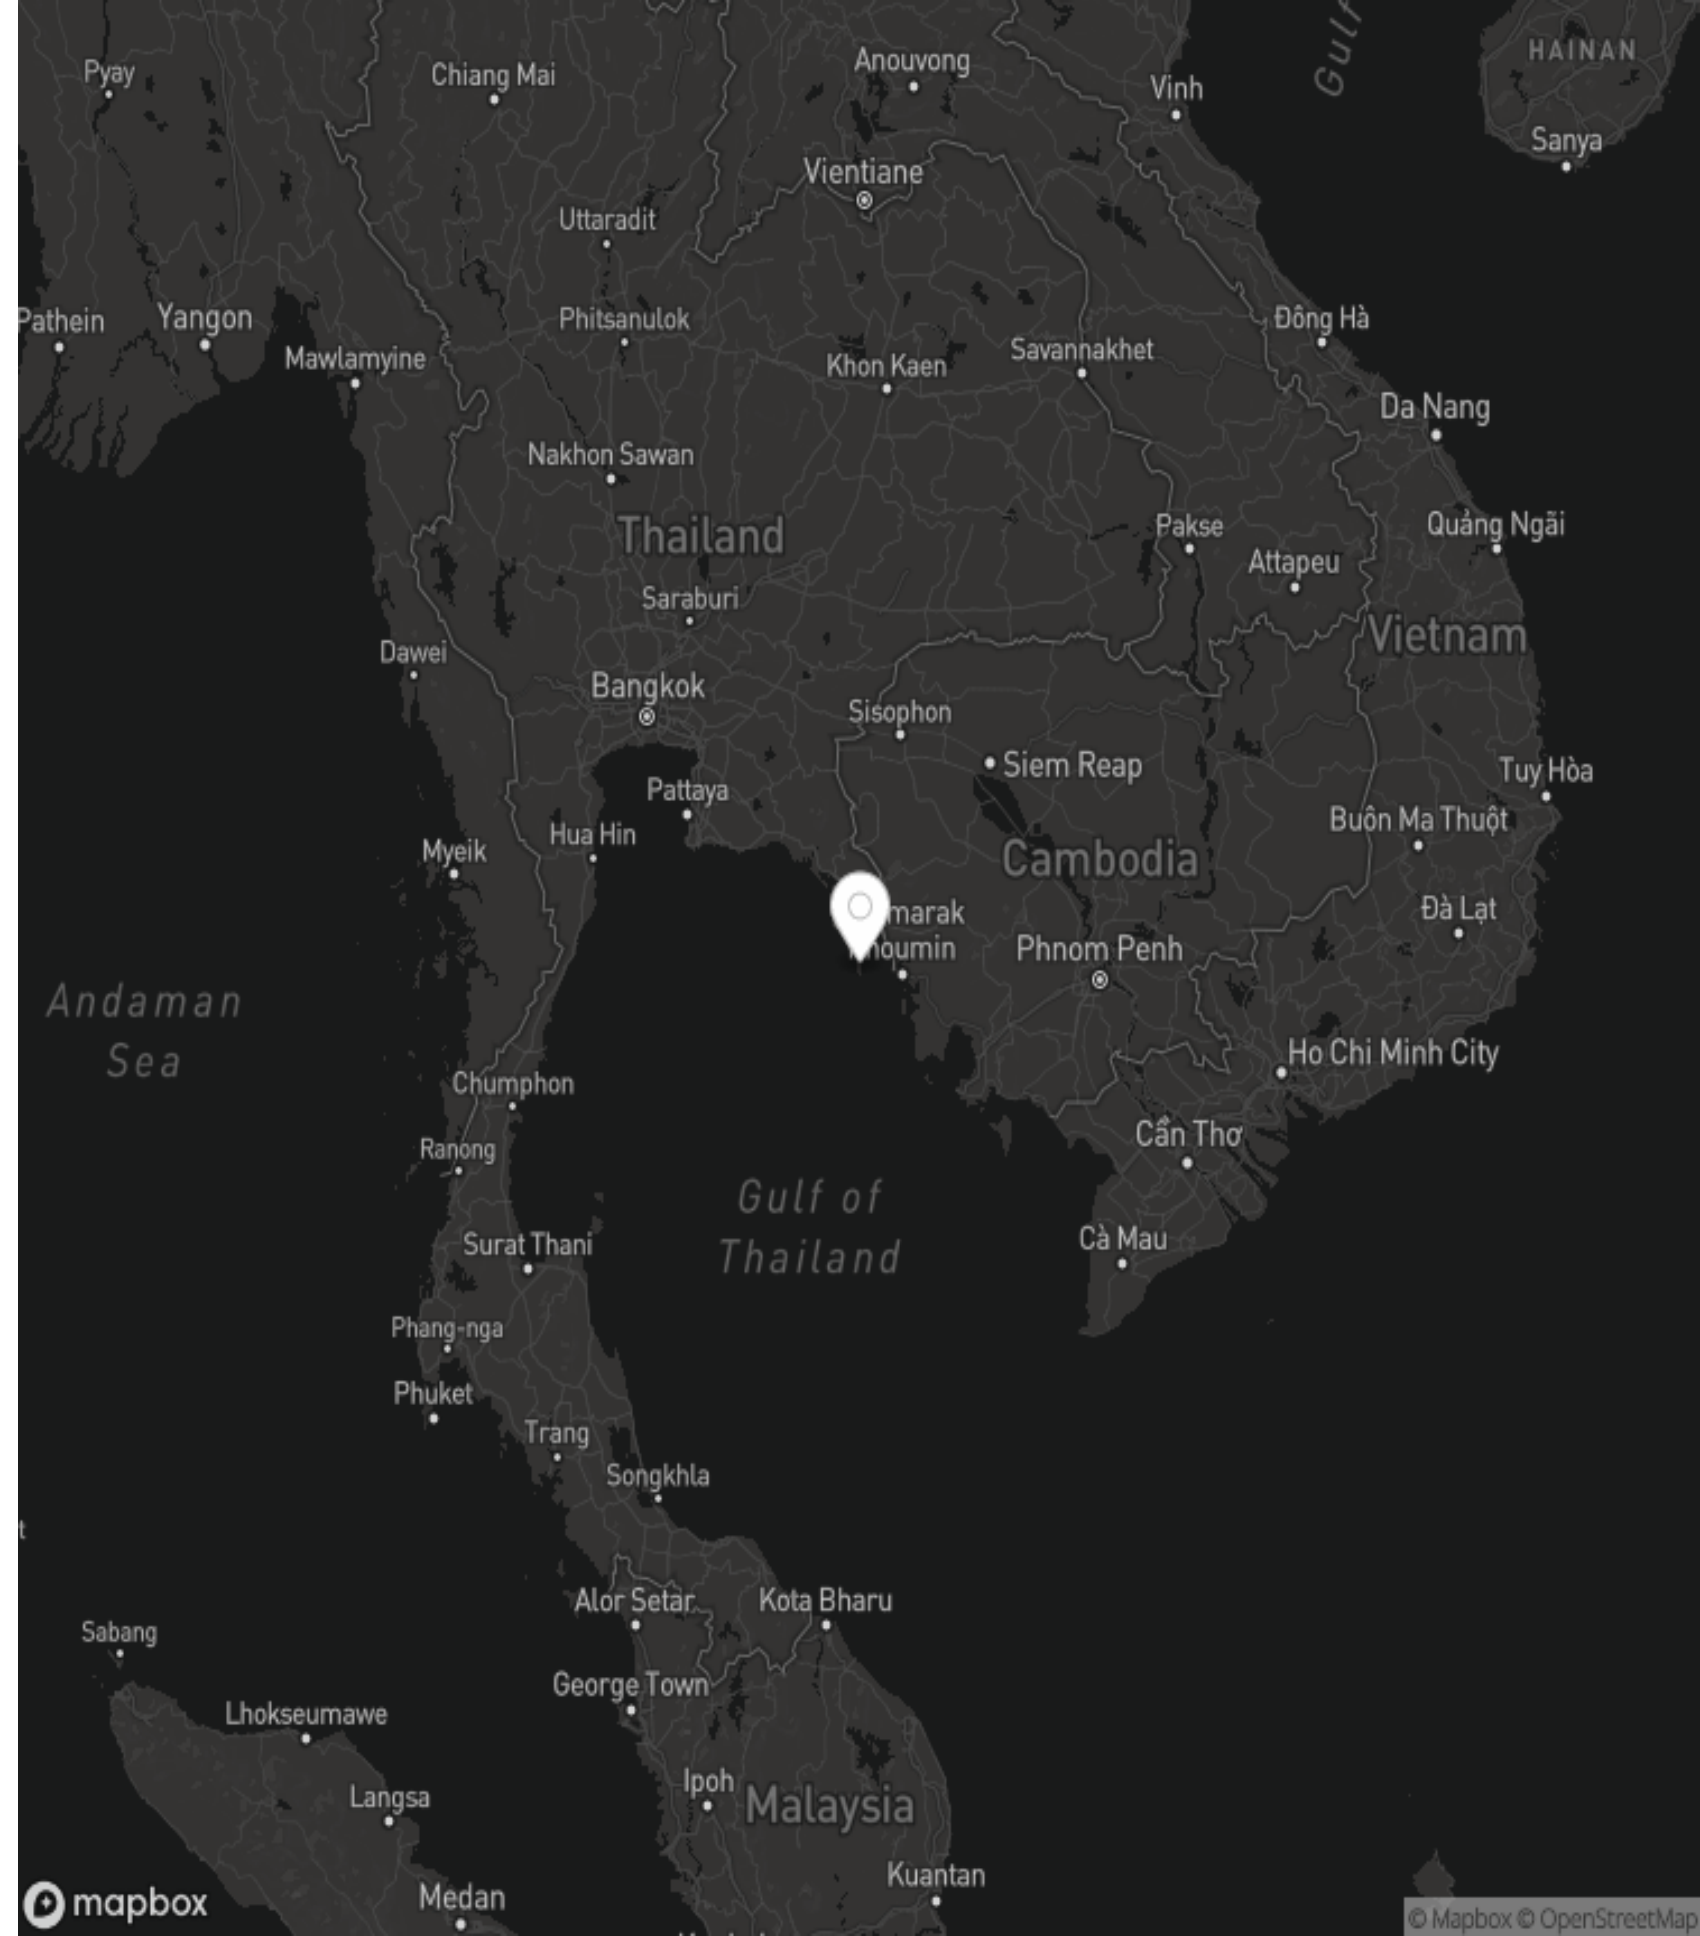 Gulf
HAINAN
Anouvong
Pyay
Chiang Mai
Vinh
Sanya
Vientiane
Uttaradit
Pathein
Yangon
Phitsanulok
Đông Hà
Mawlamyine
Khon Kaen
Savannakhet
Da Nang
Nakhon Sawan
Thailand
Pakse
Quảng Ngãi
Attapeu
Saraburi
Vietnam
Dawei
Bangkok
Sisophon
Siem Reap
Tuy Hòa
Pattaya
Buôn Ma Thuột
Hua Hin
Myeik
Cambodia
Đà Lạt
marak
houmin
Phnom Penh
Andaman
Sea
Ho Chi Minh City
Chumphon
Cần Thơ
Ranong
Gulf of
Thailand
Surat Thani
Cà Mau
Phang-nga
Phuket
Trang
Songkhla
t
Alor Setar
Kota Bharu
Sabang
George Town
Lhokseumawe
Ipoh
Langsa
Malaysia
Kuantan
Medan
mapbox
© Mapbox © OpenStreetMap